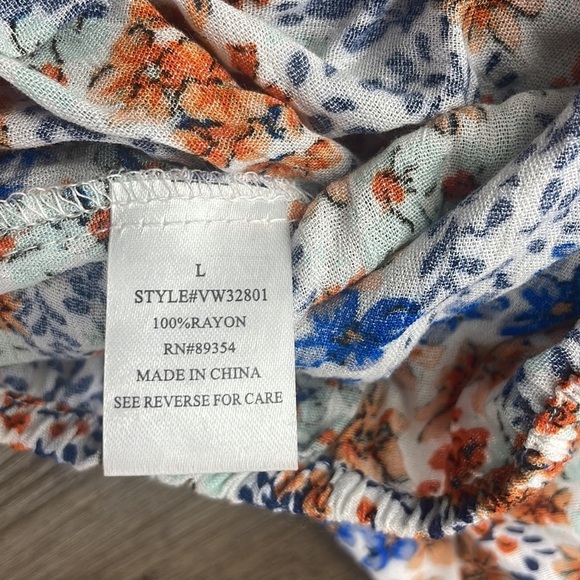 L
STYLE#VW32801
100%RAYON
RN#89354
MADE IN CHINA
SEE REVERSE FOR CARE